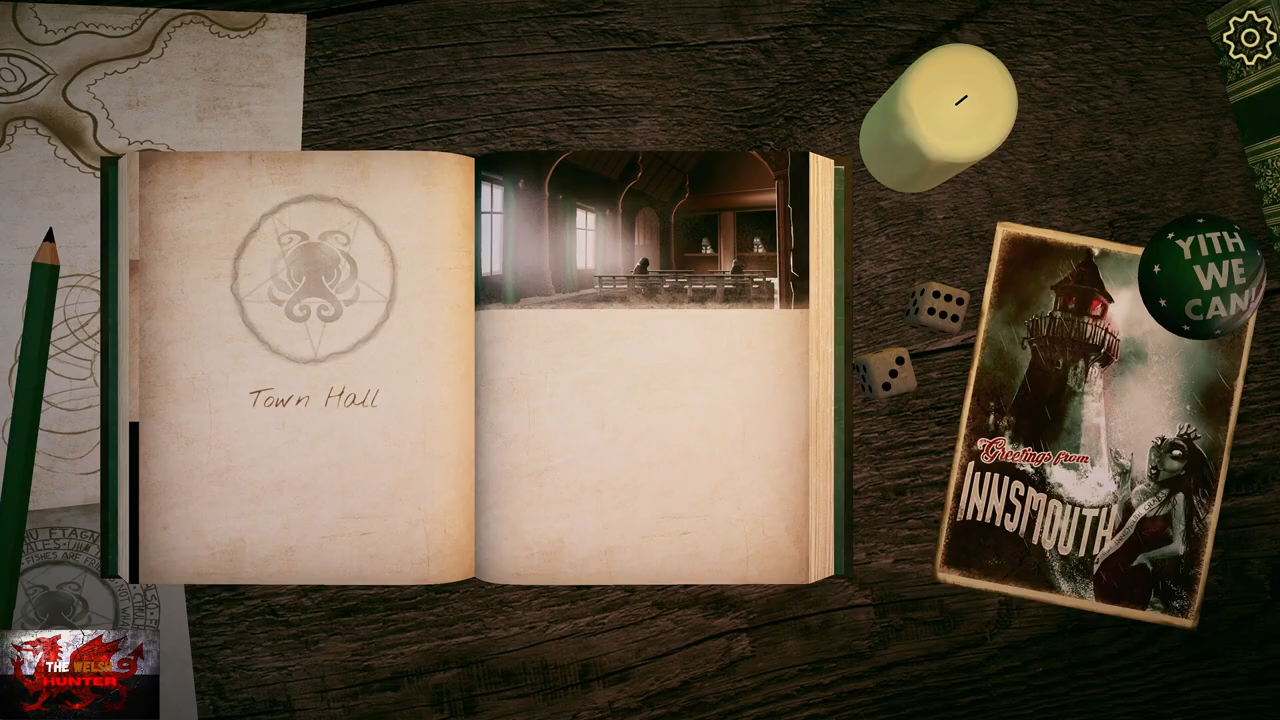 Town Hall
YITH
WE
CAN!
Greetings from
INNSMOUTH
THE WELSH
HUNTER